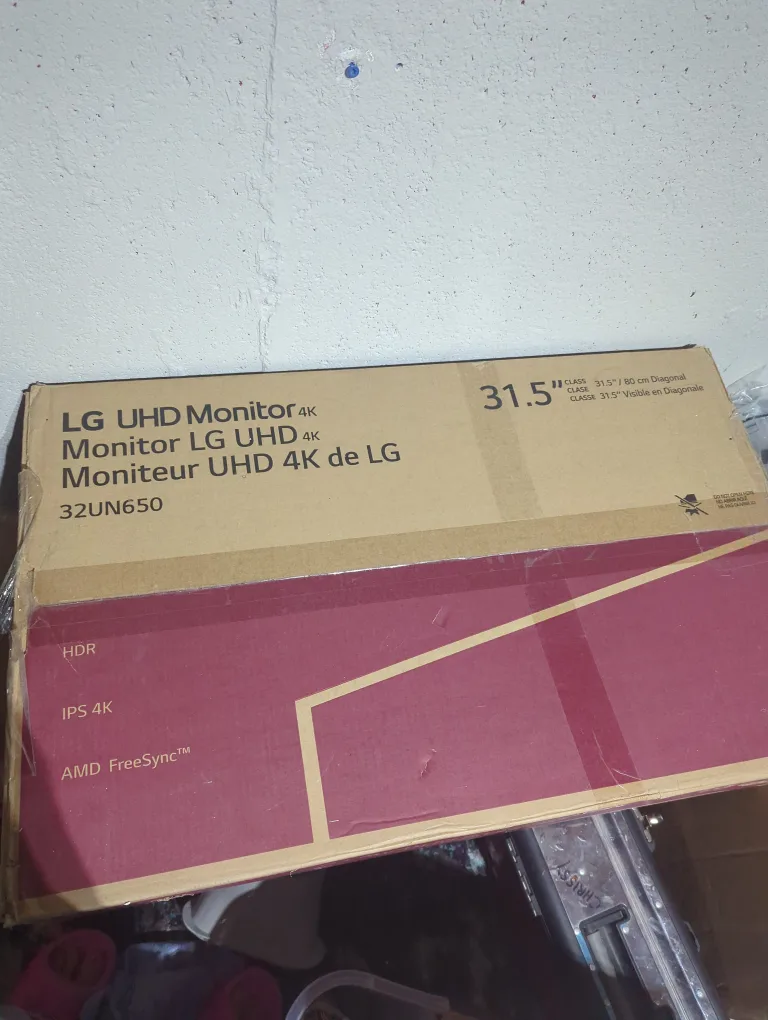 LG UHD Monitor 4K
Monitor LG UHD 4K
Moniteur UHD 4K de LG
32UN650
31.5"
CLASS 31.5" / 80 cm Diagonal
CLASE
CLASSE 31.5" Visible en Diagonale
HDR
IPS 4K
AMD FreeSync™
CHRISSY